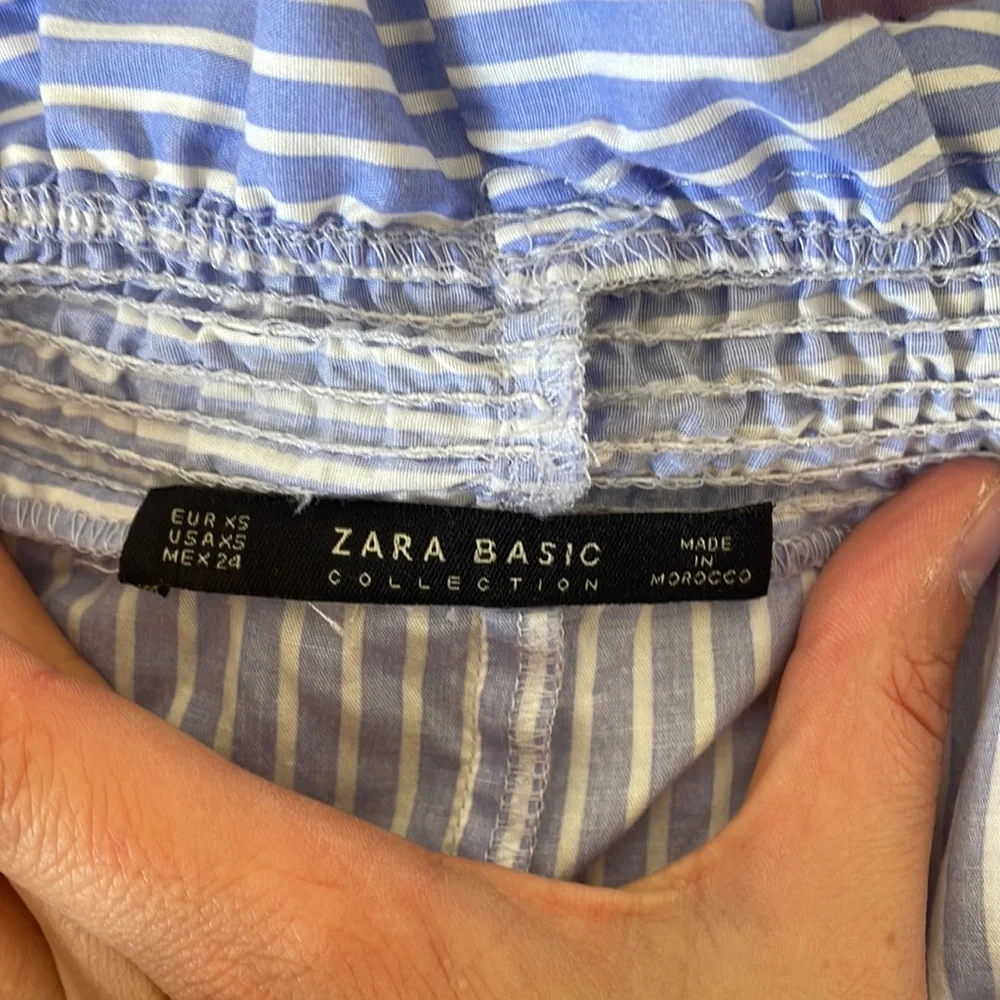 EUR XS
USA XS
MEX 24
ZARA BASIC
COLLECTION
MADE
IN
MOROCCO